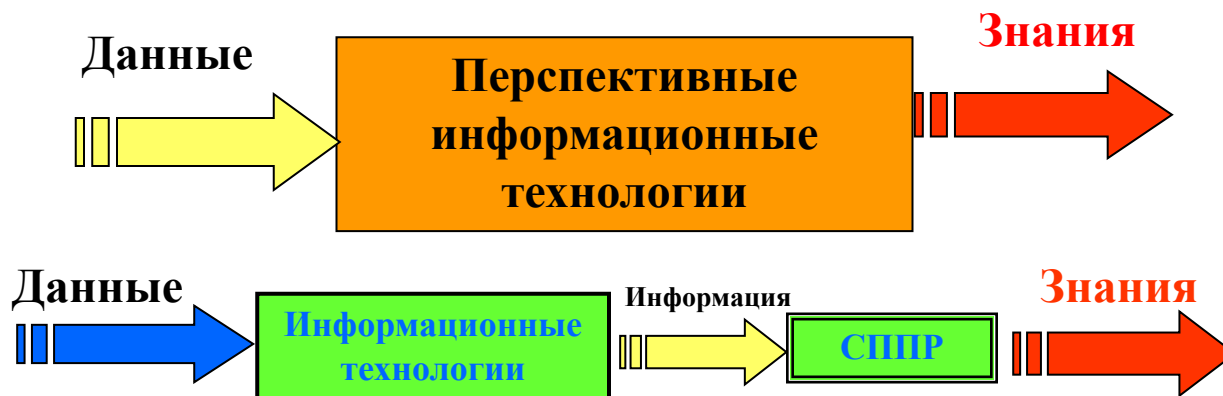 Данные
Перспективные
информационные
технологии
Знания
Данные
Информационные
технологии
Информация
СППР
Знания